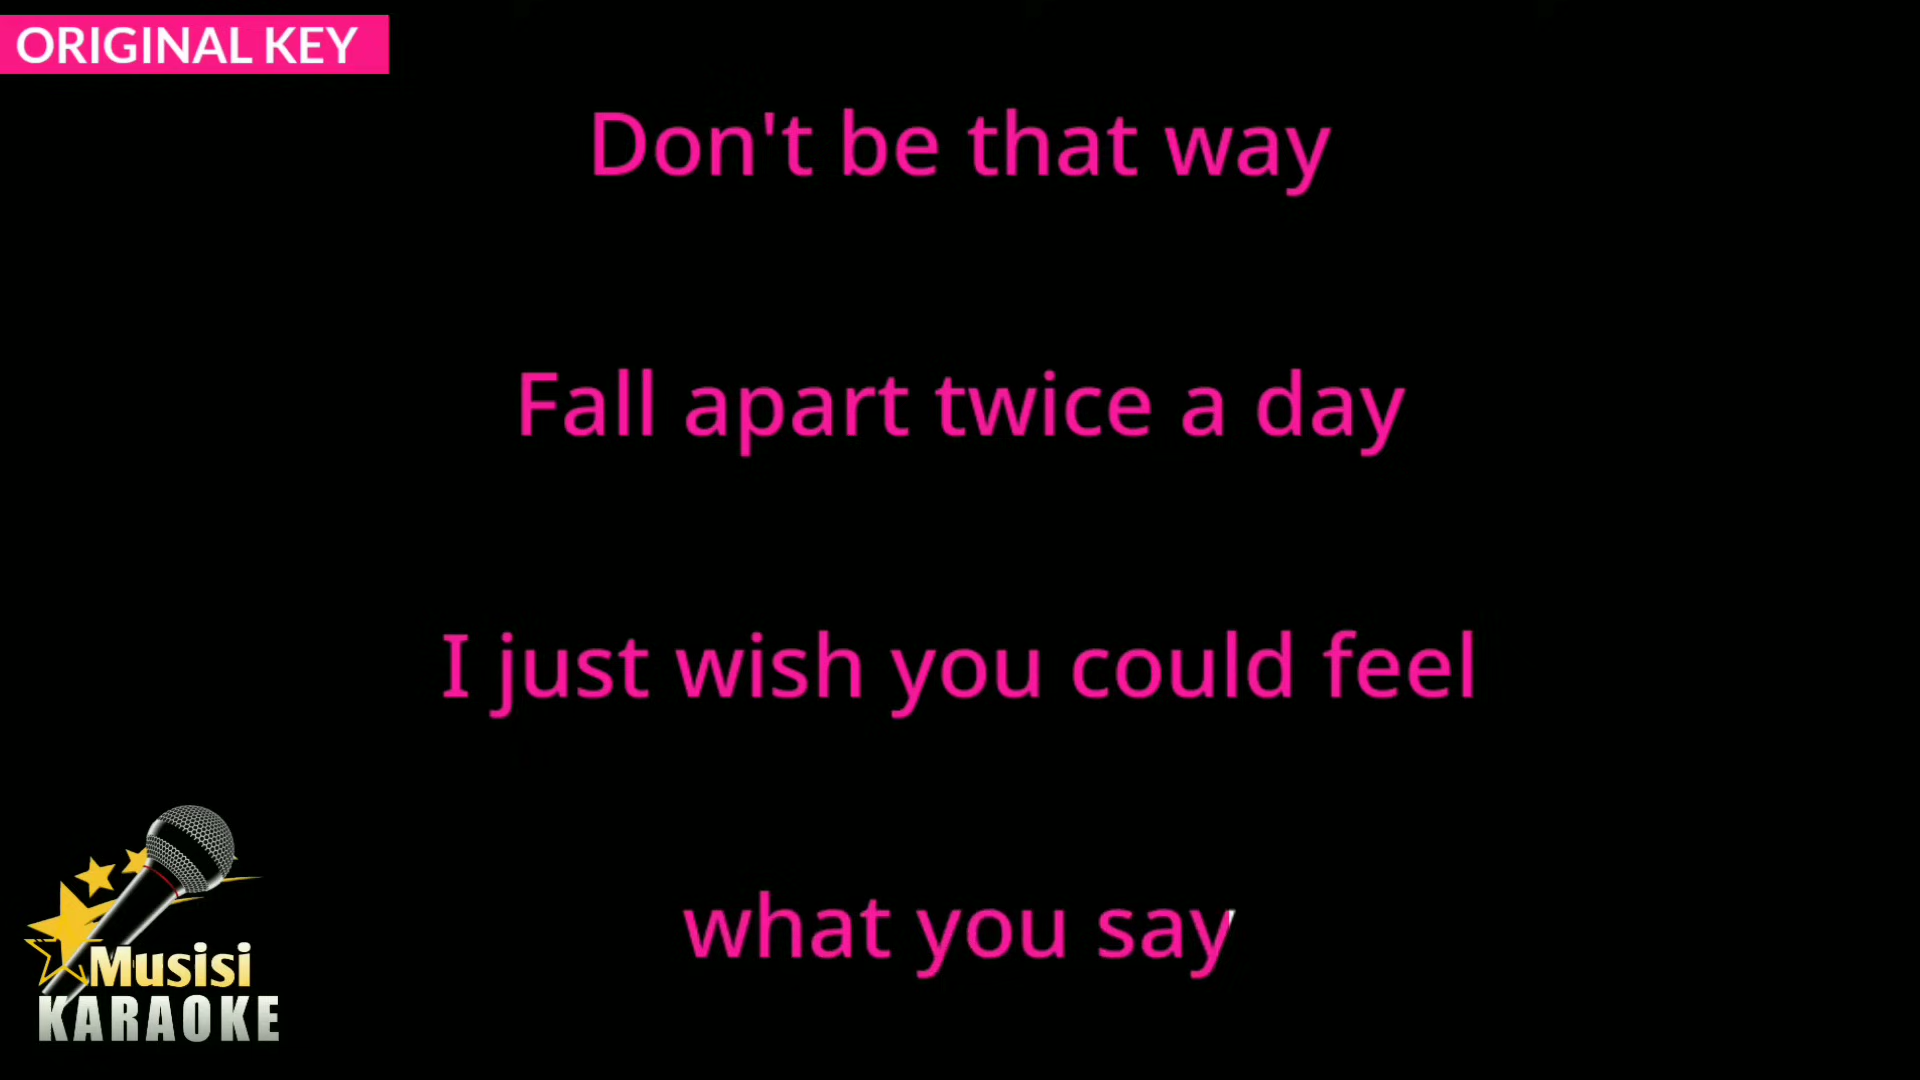 ORIGINAL KEY
Don't be that way
Fall apart twice a day
I just wish you could feel
what you say
Musisi
KARAOKE